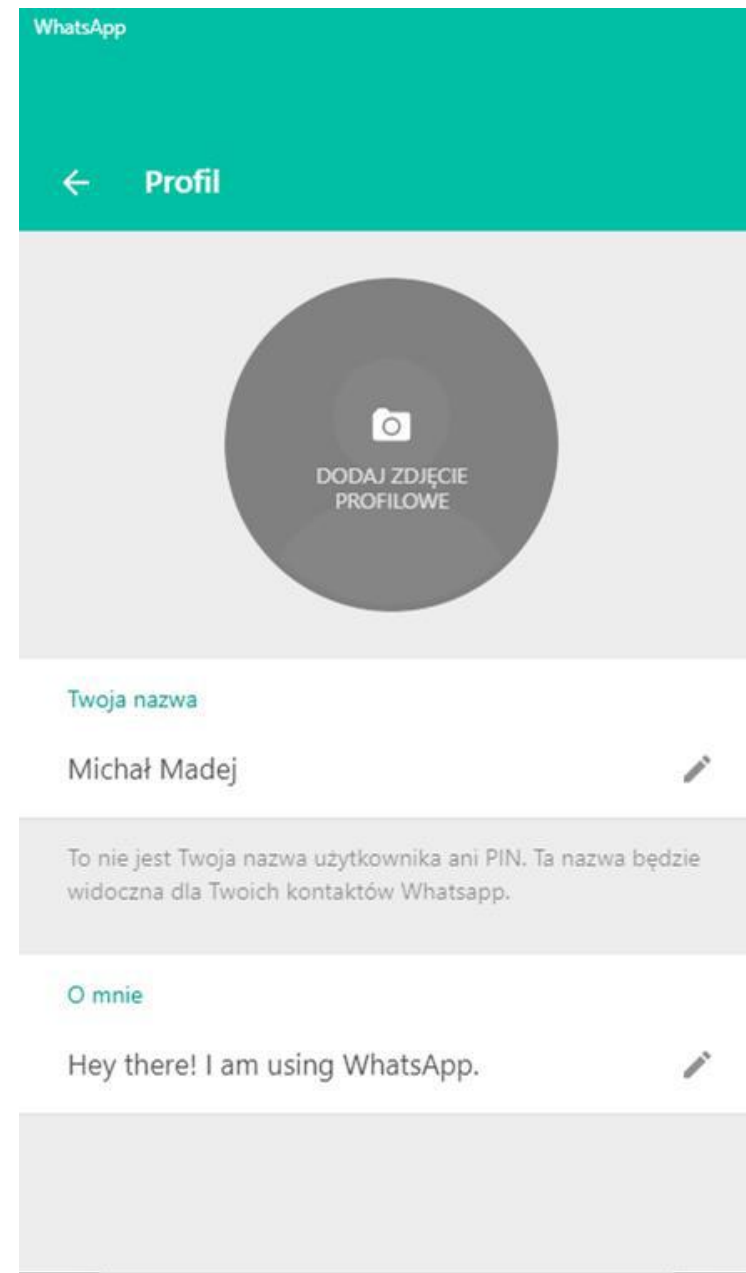 WhatsApp
Profil
DODAJ ZDJĘCIE
PROFILOWE
Twoja nazwa
Michał Madej
To nie jest Twoja nazwa użytkownika ani PIN. Ta nazwa będzie
widoczna dla Twoich kontaktów Whatsapp.
O mnie
Hey there! I am using WhatsApp.